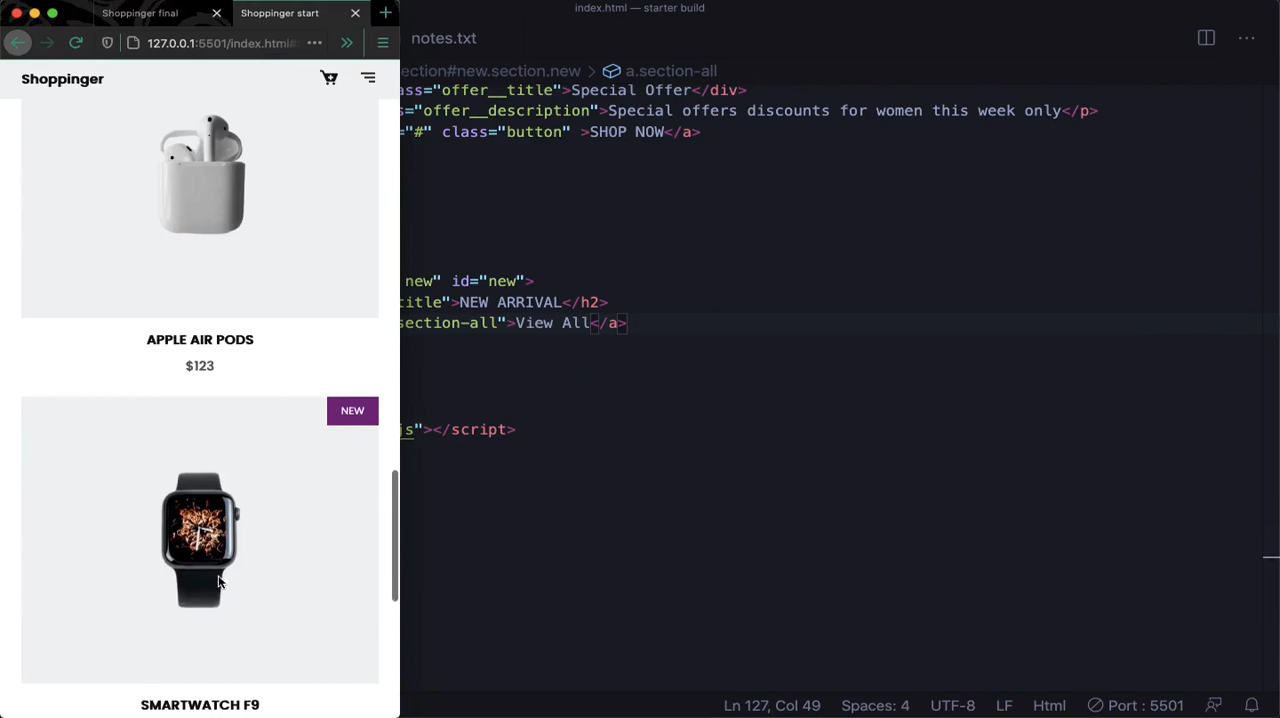 index.html — starter build
Shoppinger final
Shoppinger start
127.0.0.1:5501/index.html
notes.txt
Shoppinger
ection#new.section.new > a.section-all
ass="offer__title">Special Offer</div>
s="offer__description">Special offers discounts for women this week only</p>
="#" class="button" >SHOP NOW</a>
new" id="new">
title">NEW ARRIVAL</h2>
section-all">View All</a>
js"></script>
APPLE AIR PODS
$123
NEW
SMARTWATCH F9
Ln 127, Col 49
Spaces: 4
UTF-8
LF
Html
Port : 5501